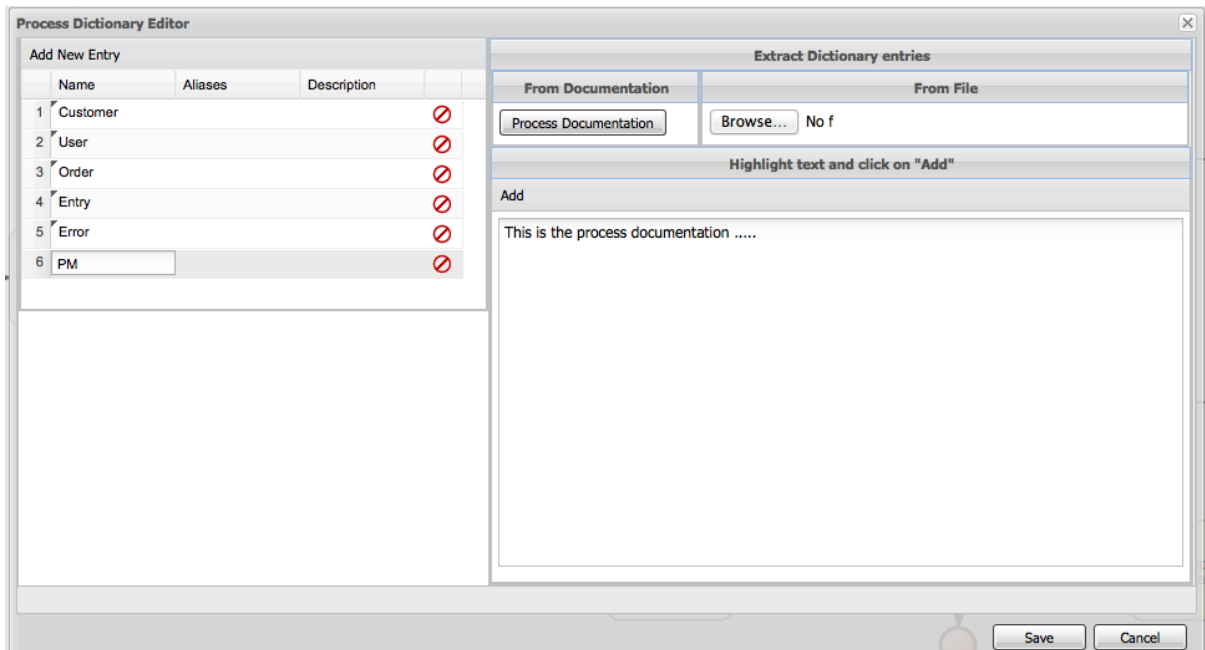 Process Dictionary Editor
Add New Entry
Name Aliases Description
1 Customer
2 User
3 Order
4 Entry
5 Error
6 PM
Extract Dictionary entries
From Documentation From File
Process Documentation Browse... No f
Highlight text and click on "Add"
Add
This is the process documentation .....
Save Cancel